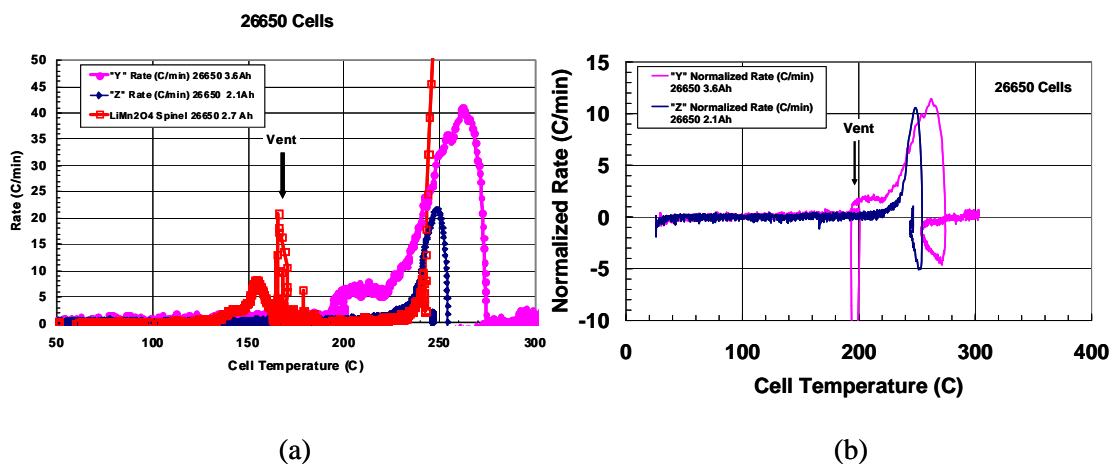 26650 Cells
50
45
40
35
30
25
20
15
10
5
0
Rate (C/min)
"Y" Rate (C/min) 26650 3.6Ah
"Z" Rate (C/min) 26650 2.1Ah
LiMn2O4 Spinel 26650 2.7 Ah
Vent
50 100 150 200 250 300
Cell Temperature (C)
(a)
15
10
5
0
-5
-10
Normalized Rate (C/min)
"Y" Normalized Rate (C/min)
26650 3.6Ah
"Z" Normalized Rate (C/min)
26650 2.1Ah
26650 Cells
Vent
0 100 200 300 400
Cell Temperature (C)
(b)